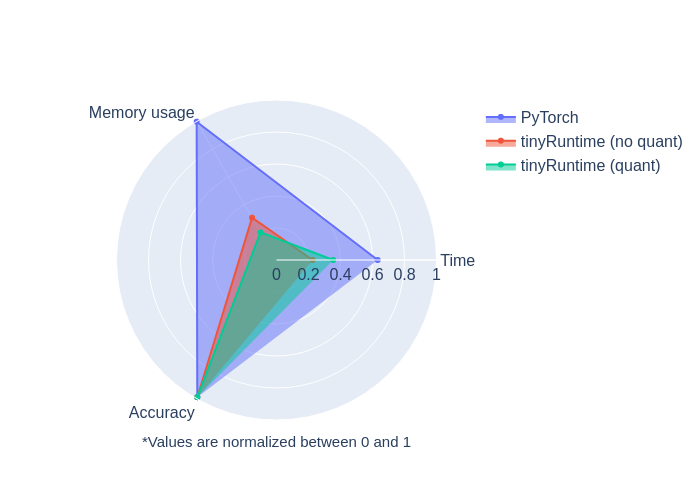 Memory usage
PyTorch
tinyRuntime (no quant)
tinyRuntime (quant)
Time
0 0.2 0.4 0.6 0.8 1
Accuracy
*Values are normalized between 0 and 1